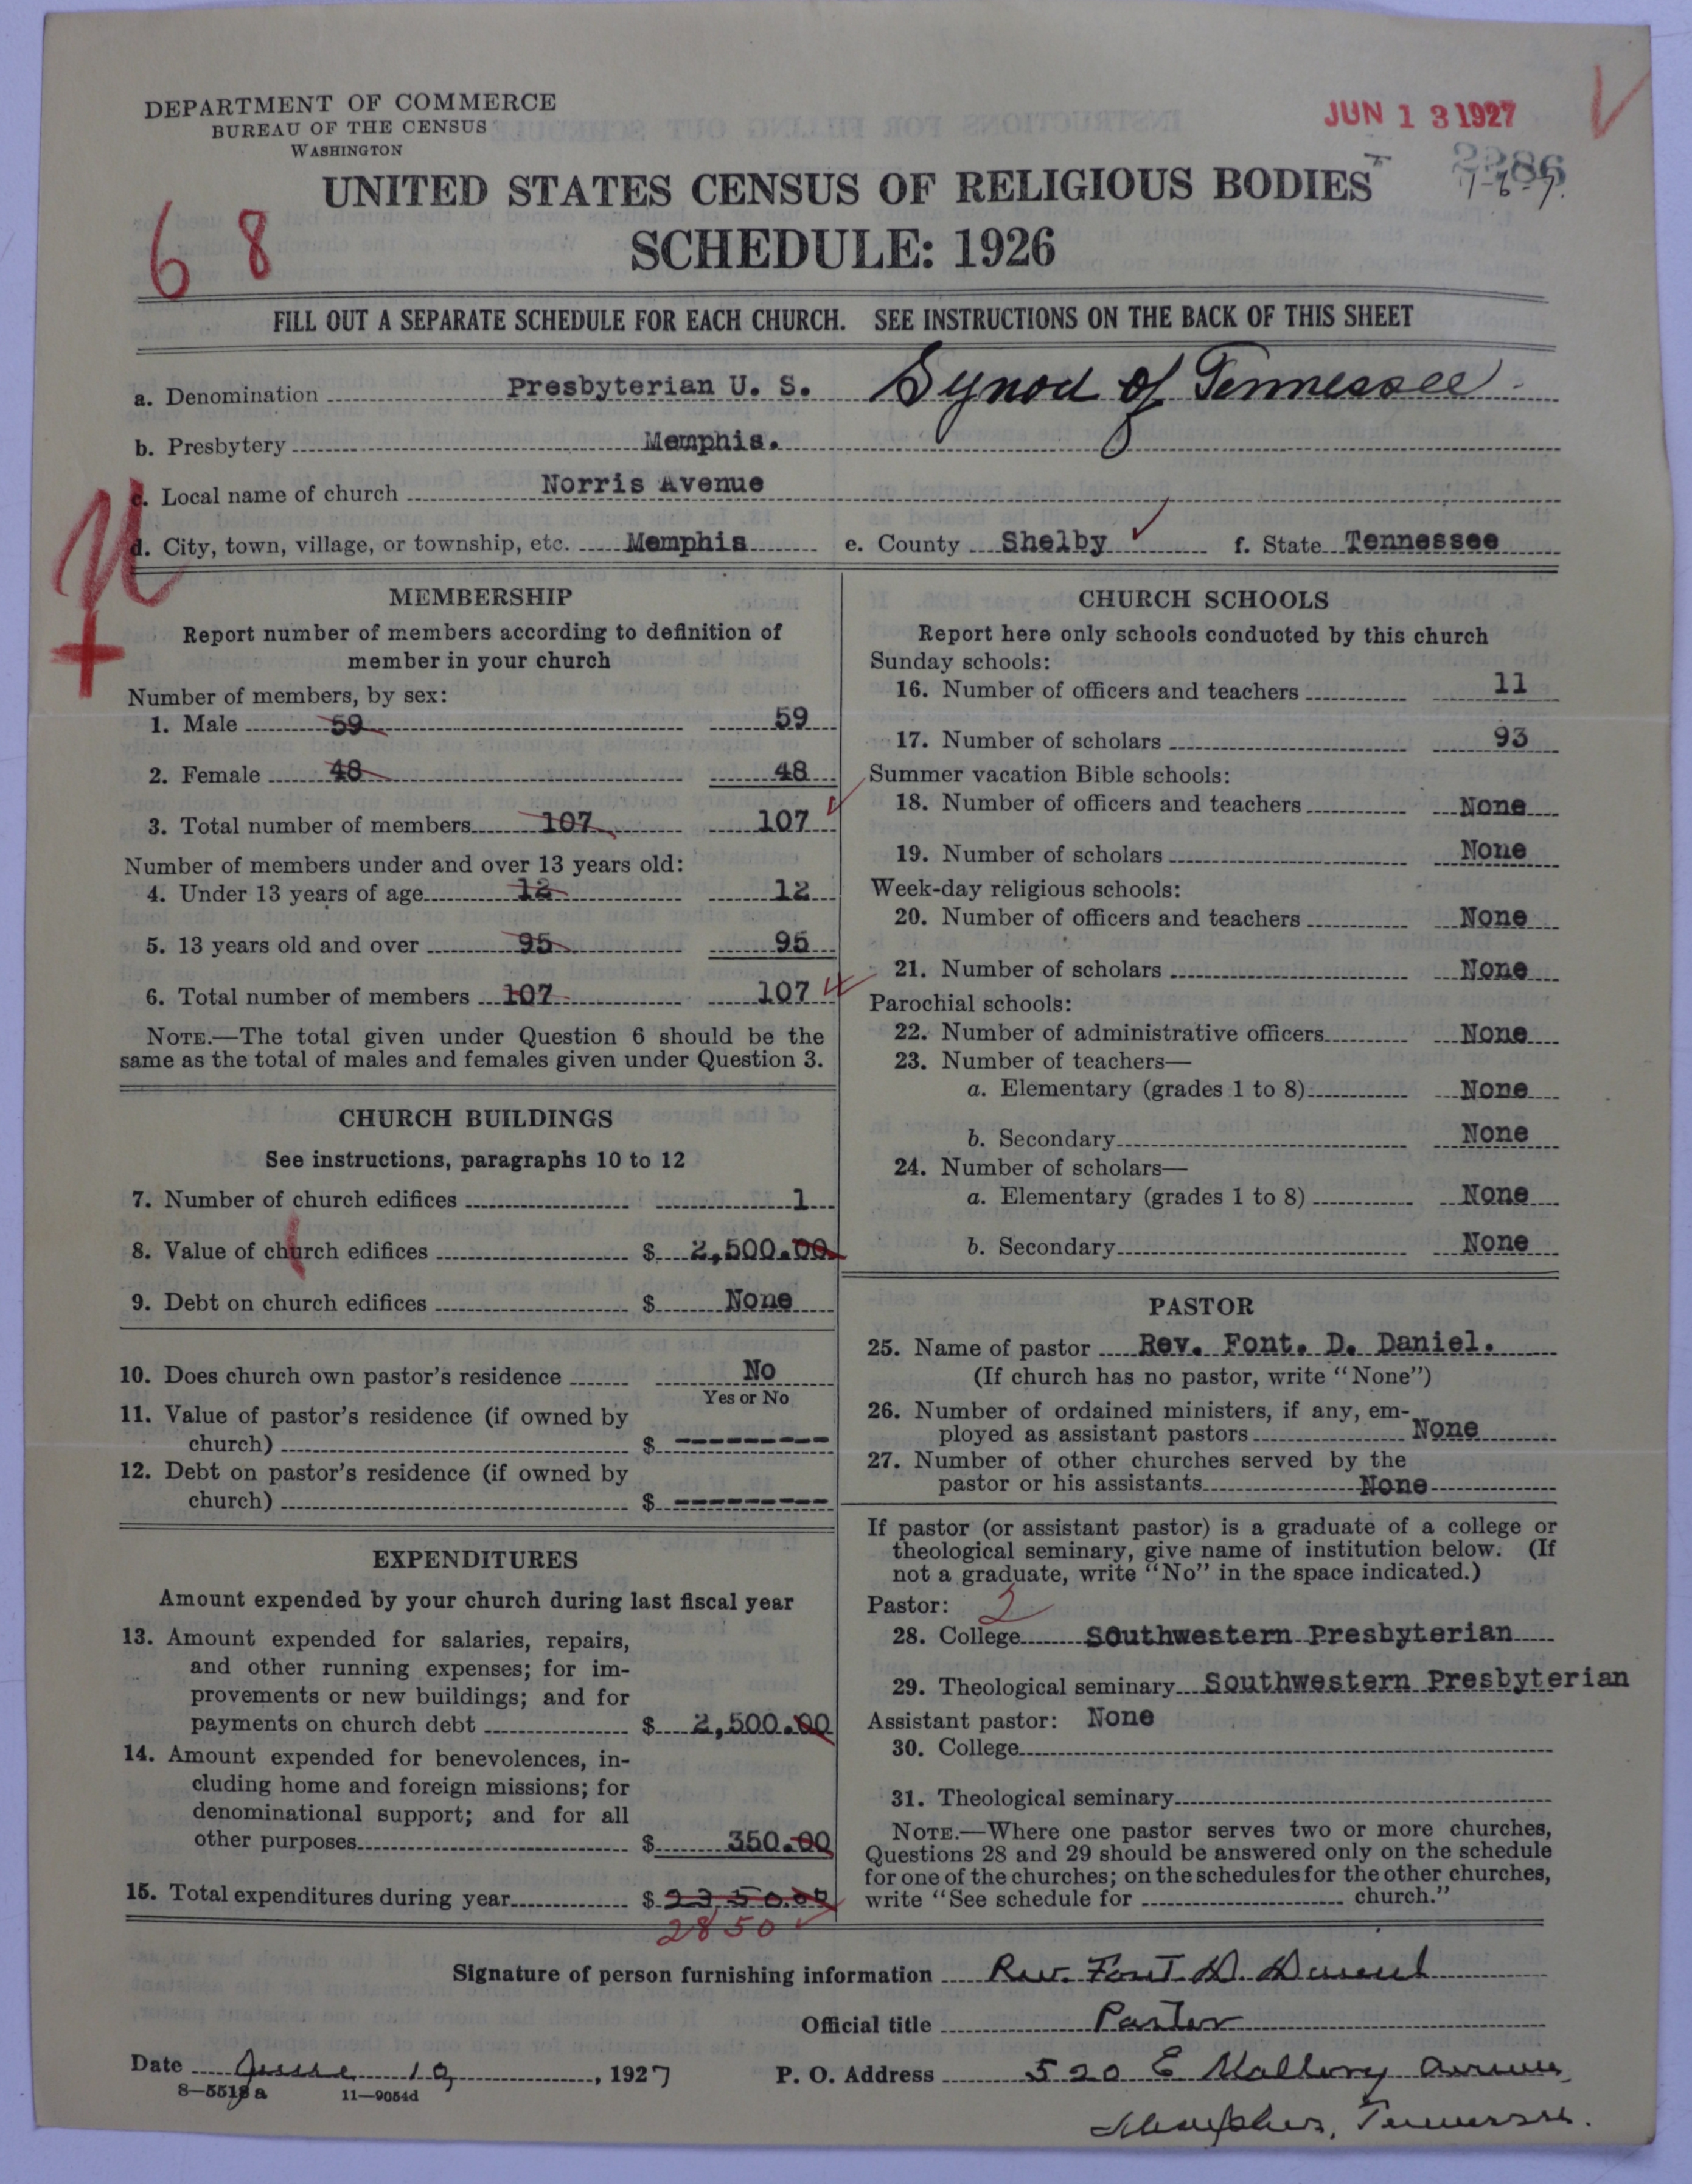 DEPARTMENT OF COMMERCE
BUREAU OF THE CENSUS
WASHINGTON
JUN 13 1927
2286
1-6-7.
UNITED STATES CENSUS OF RELIGIOUS BODIES
SCHEDULE: 1926
68
FILL OUT A SEPARATE SCHEDULE FOR EACH CHURCH. SEE INSTRUCTIONS ON THE BACK OF THIS SHEET
a. Denomination Presbyterian U. S. Synod of Tennessee.
b. Presbytery Memphis.
c. Local name of church Norris Avenue
d. City, town, village, or township, etc. Memphis e. County Shelby f. State Tennessee
MEMBERSHIP
Report number of members according to definition of
member in your church
Number of members, by sex:
1. Male 59 59
2. Female 48 48
3. Total number of members 107 107
Number of members under and over 13 years old:
4. Under 13 years of age 12 12
5. 13 years old and over 95 95
6. Total number of members 107 107
NOTE.—The total given under Question 6 should be the
same as the total of males and females given under Question 3.
CHURCH BUILDINGS
See instructions, paragraphs 10 to 12
7. Number of church edifices 1
8. Value of church edifices $ 2,500.00
9. Debt on church edifices $ None
10. Does church own pastor's residence No
Yes or No
11. Value of pastor's residence (if owned by
church) $ ---------
12. Debt on pastor's residence (if owned by
church) $ ---------
EXPENDITURES
Amount expended by your church during last fiscal year
13. Amount expended for salaries, repairs,
and other running expenses; for im-
provements or new buildings; and for
payments on church debt $ 2,500.00
14. Amount expended for benevolences, in-
cluding home and foreign missions; for
denominational support; and for all
other purposes $ 350.00
15. Total expenditures during year $ 2350.00
2850
CHURCH SCHOOLS
Report here only schools conducted by this church
Sunday schools:
16. Number of officers and teachers 11
17. Number of scholars 93
Summer vacation Bible schools:
18. Number of officers and teachers None
19. Number of scholars None
Week-day religious schools:
20. Number of officers and teachers None
21. Number of scholars None
Parochial schools:
22. Number of administrative officers None
23. Number of teachers—
a. Elementary (grades 1 to 8) None
b. Secondary None
24. Number of scholars—
a. Elementary (grades 1 to 8) None
b. Secondary None
PASTOR
25. Name of pastor Rev. Font. D. Daniel.
(If church has no pastor, write "None")
26. Number of ordained ministers, if any, em-
ployed as assistant pastors None
27. Number of other churches served by the
pastor or his assistants None
If pastor (or assistant pastor) is a graduate of a college or
theological seminary, give name of institution below. (If
not a graduate, write "No" in the space indicated.)
Pastor: 2
28. College SOuthwestern Presbyterian
29. Theological seminary Southwestern Presbyterian
Assistant pastor: None
30. College
31. Theological seminary
NOTE.—Where one pastor serves two or more churches,
Questions 28 and 29 should be answered only on the schedule
for one of the churches; on the schedules for the other churches,
write "See schedule for church."
Signature of person furnishing information Rev. Font D. Daniel
Official title Pastor
Date June 10, 1927 P. O. Address 520 E Mallory Avenue,
8—5518a 11—9054d
Memphis, Tennessee.